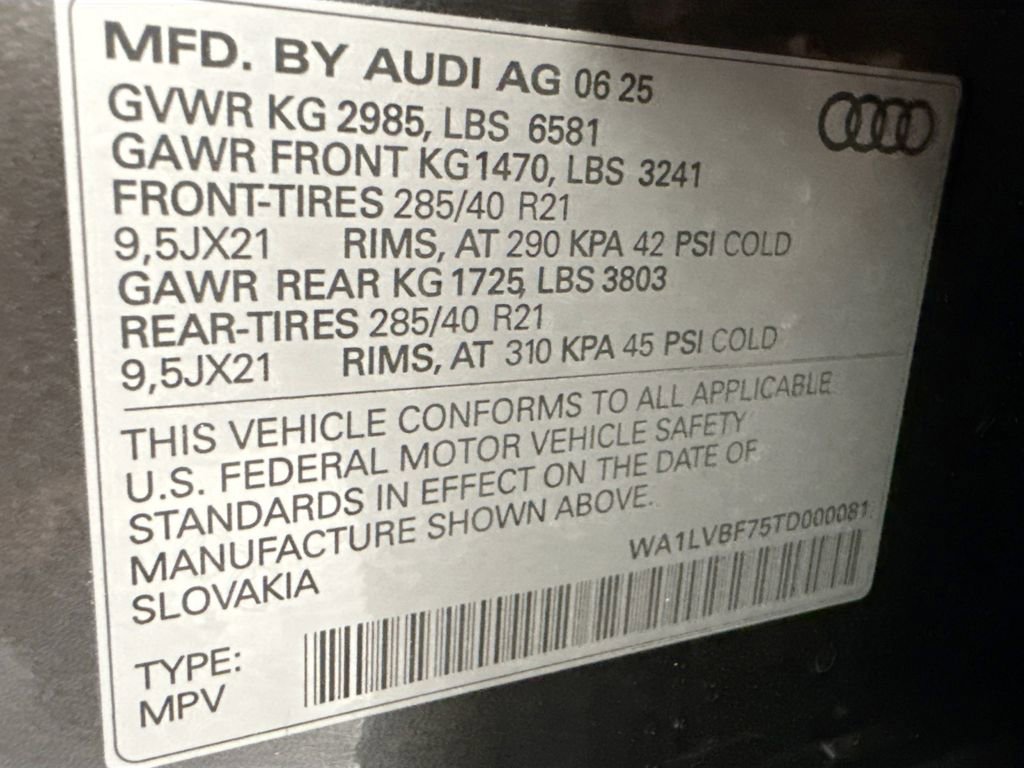 MFD. BY AUDI AG 06 25
GVWR KG 2985, LBS 6581
GAWR FRONT KG 1470, LBS 3241
FRONT-TIRES 285/40 R21
9,5JX21 RIMS, AT 290 KPA 42 PSI COLD
GAWR REAR KG 1725, LBS 3803
REAR-TIRES 285/40 R21
9,5JX21 RIMS, AT 310 KPA 45 PSI COLD
THIS VEHICLE CONFORMS TO ALL APPLICABLE
U.S. FEDERAL MOTOR VEHICLE SAFETY
STANDARDS IN EFFECT ON THE DATE OF
MANUFACTURE SHOWN ABOVE.
SLOVAKIA
WA1LVBF75TD000081
TYPE:
MPV